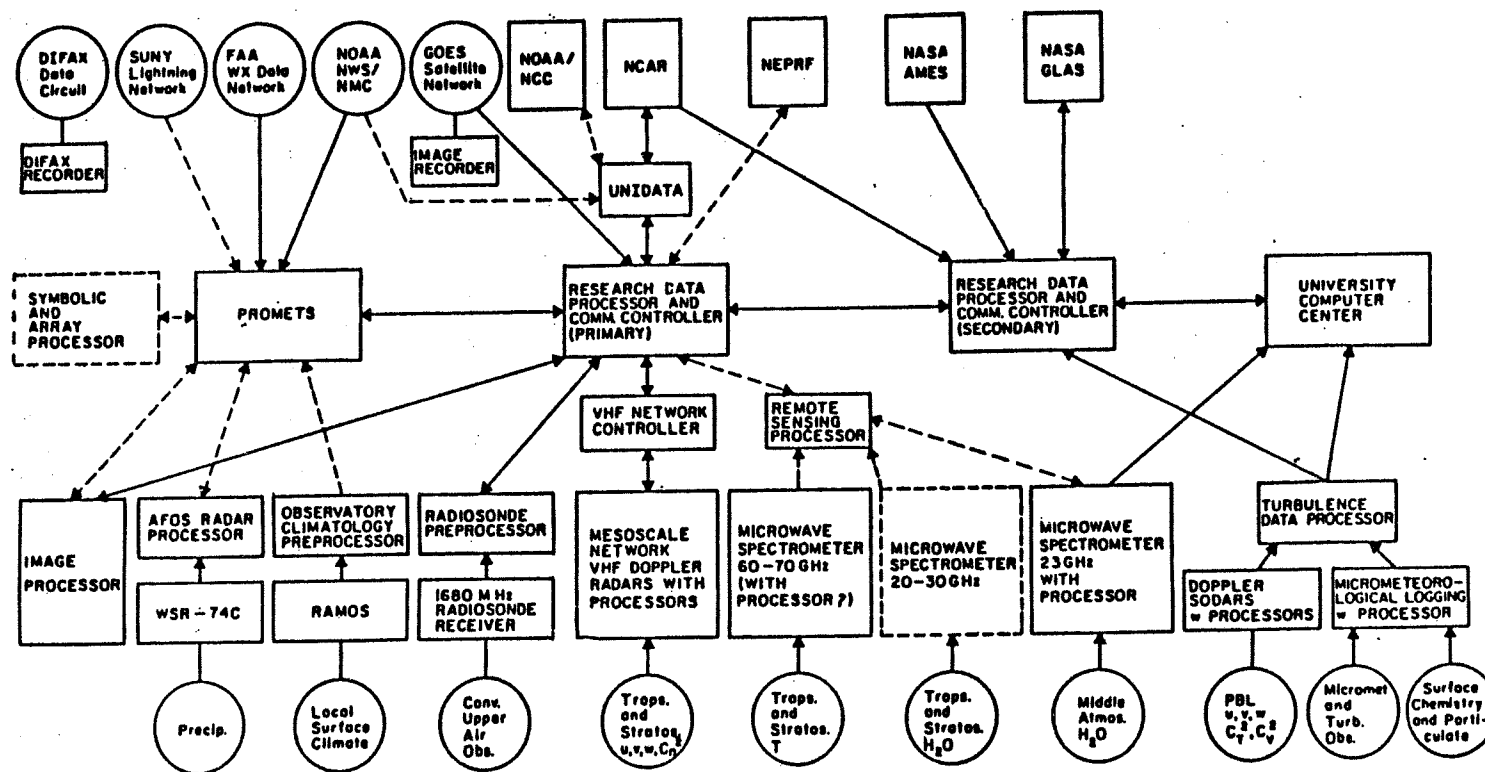 DIFAX
Data
Circuit
SUNY
Lightning
Network
FAA
WX Data
Network
NOAA
NWS/
NMC
GOES
Satellite
Network
NOAA/
NCC
NCAR
NEPRF
NASA
AMES
NASA
GLAS
DIFAX
RECORDER
IMAGE
RECORDER
UNIDATA
SYMBOLIC
AND
ARRAY
PROCESSOR
PROMETS
RESEARCH DATA
PROCESSOR AND
COMM. CONTROLLER
(PRIMARY)
RESEARCH DATA
PROCESSOR AND
COMM. CONTROLLER
(SECONDARY)
UNIVERSITY
COMPUTER
CENTER
VHF NETWORK
CONTROLLER
REMOTE
SENSING
PROCESSOR
IMAGE
PROCESSOR
AFOS RADAR
PROCESSOR
OBSERVATORY
CLIMATOLOGY
PREPROCESSOR
RADIOSONDE
PREPROCESSOR
MESOSCALE
NETWORK
VHF DOPPLER
RADARS WITH
PROCESSORS
MICROWAVE
SPECTROMETER
60-70 GHz
(WITH
PROCESSOR?)
MICROWAVE
SPECTROMETER
20-30 GHz
MICROWAVE
SPECTROMETER
23 GHz
WITH
PROCESSOR
TURBULENCE
DATA PROCESSOR
WSR-74C
RAMOS
1680 MHz
RADIOSONDE
RECEIVER
DOPPLER
SODARS
w PROCESSORS
MICROMETEORO-
LOGICAL LOGGING
w PROCESSOR
Precip.
Local
Surface
Climate
Conv.
Upper
Air
Obs.
Trops.
and
Stratos.
u, v, w, Cn²
Trops.
and
Stratos.
T
Trops.
and
Stratos.
H₂O
Middle
Atmos.
H₂O
PBL
u, v, w
C_T², C_V²
Micromet
and
Turb.
Obs.
Surface
Chemistry
and Parti-
culate